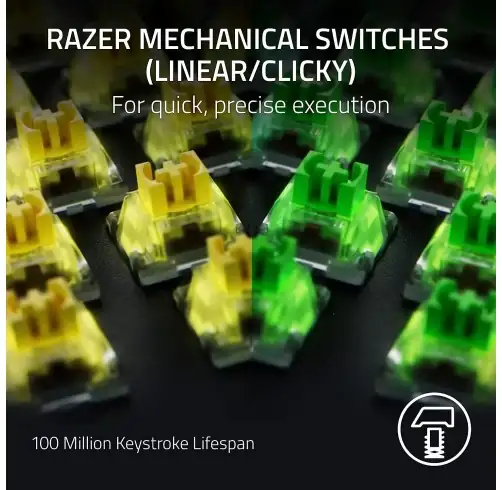 RAZER MECHANICAL SWITCHES
(LINEAR/CLICKY)
For quick, precise execution
100 Million Keystroke Lifespan